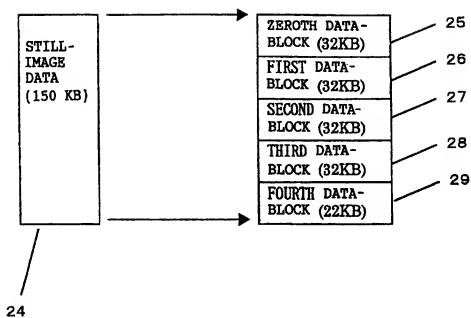 STILL-
IMAGE
DATA
(150 KB)
24
ZEROTH DATA-
BLOCK (32KB)
25
FIRST DATA-
BLOCK (32KB)
26
SECOND DATA-
BLOCK (32KB)
27
THIRD DATA-
BLOCK (32KB)
28
FOURTH DATA-
BLOCK (22KB)
29